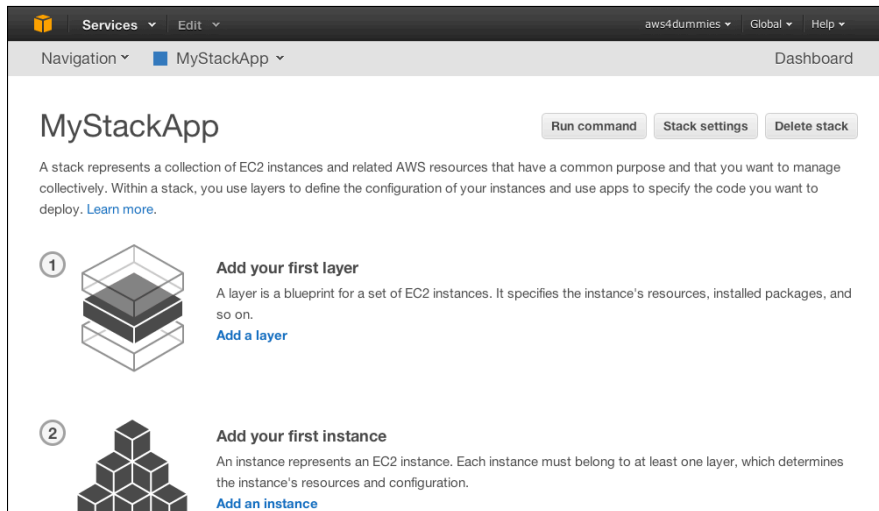 Services Edit aws4dummies Global Help
Navigation MyStackApp Dashboard
MyStackApp Run command Stack settings Delete stack
A stack represents a collection of EC2 instances and related AWS resources that have a common purpose and that you want to manage
collectively. Within a stack, you use layers to define the configuration of your instances and use apps to specify the code you want to
deploy. Learn more.
1
Add your first layer
A layer is a blueprint for a set of EC2 instances. It specifies the instance's resources, installed packages, and
so on.
Add a layer
2
Add your first instance
An instance represents an EC2 instance. Each instance must belong to at least one layer, which determines
the instance's resources and configuration.
Add an instance